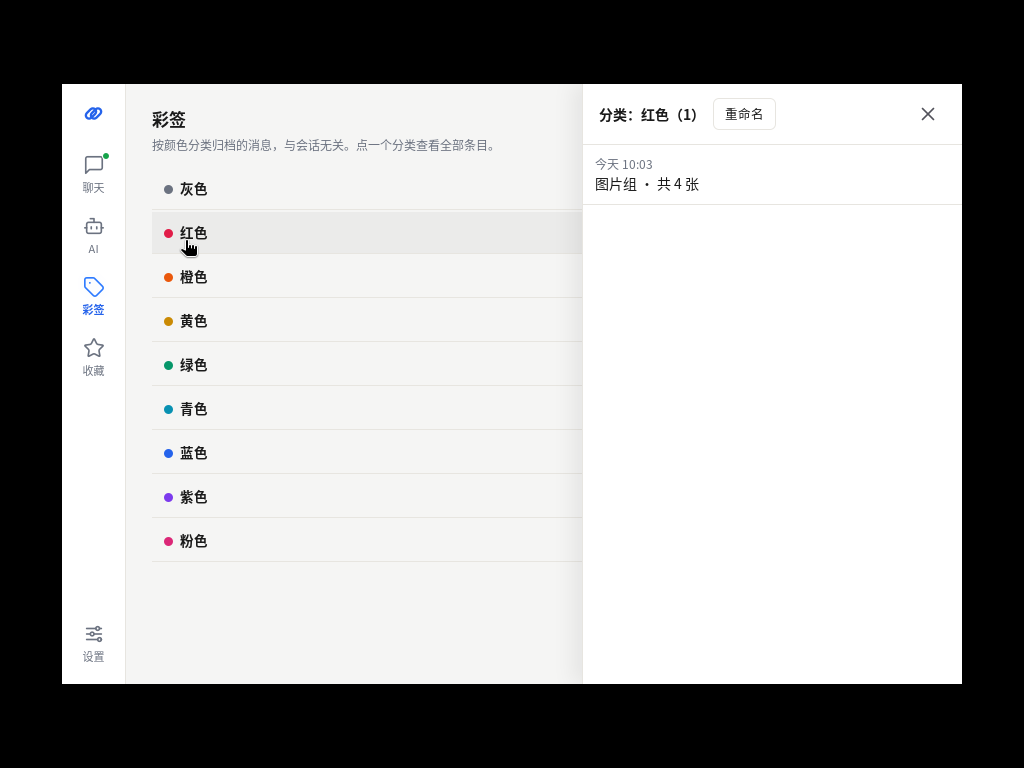 聊天
AI
彩签
收藏
设置
彩签
按颜色分类归档的消息，与会话无关。点一个分类查看全部条目。
灰色
红色
橙色
黄色
绿色
青色
蓝色
紫色
粉色
分类：红色（1）
重命名
今天 10:03
图片组 · 共 4 张